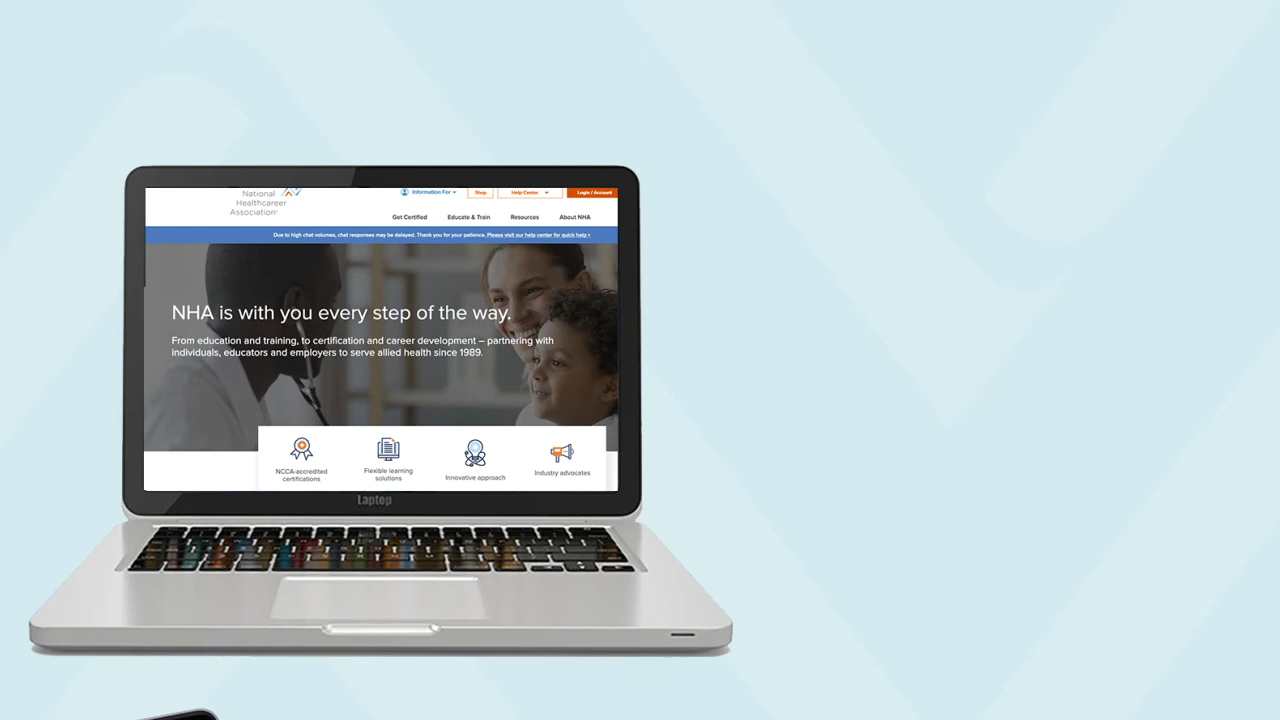 National
Healthcareer
Association
Information For
Shop
Help Center
Login / Account
Get Certified
Educate & Train
Resources
About NHA
Due to high chat volumes, chat responses may be delayed. Thank you for your patience. Please visit our help center for quick help ›
NHA is with you every step of the way.
From education and training, to certification and career development – partnering with
individuals, educators and employers to serve allied health since 1989.
NCCA-accredited
certifications
Flexible learning
solutions
Innovative approach
Industry advocates
Laptop